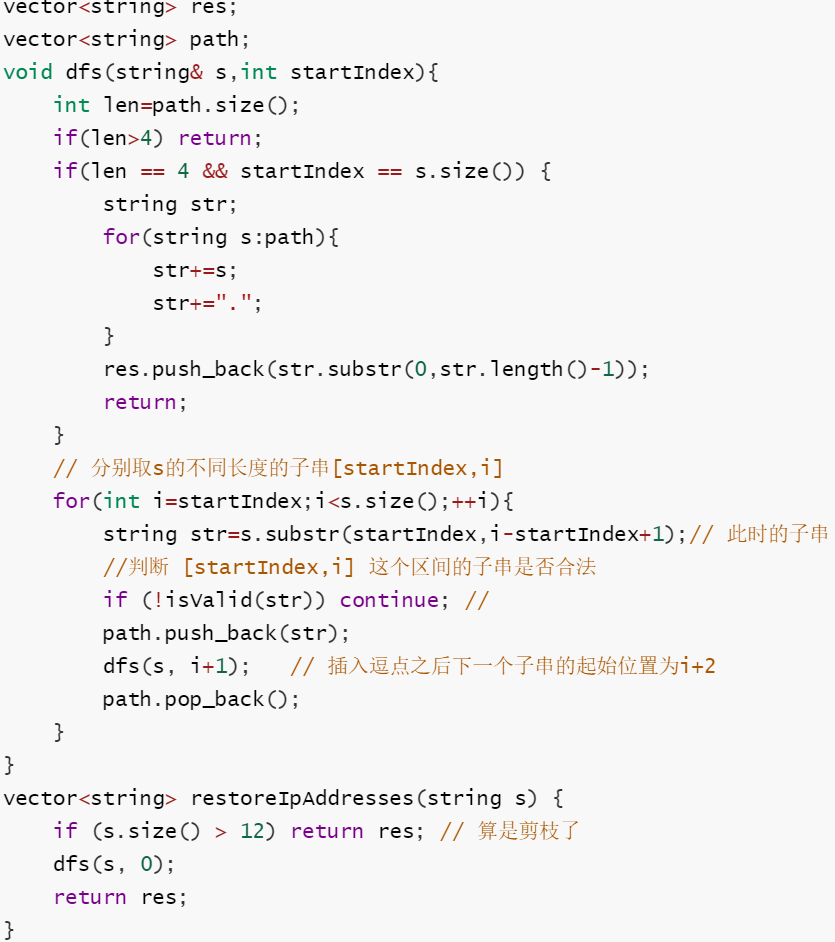 vector<string> res;
vector<string> path;
void dfs(string& s,int startIndex){
    int len=path.size();
    if(len>4) return;
    if(len == 4 && startIndex == s.size()) {
        string str;
        for(string s:path){
            str+=s;
            str+=".";
        }
        res.push_back(str.substr(0,str.length()-1));
        return;
    }
    // 分别取s的不同长度的子串[startIndex,i]
    for(int i=startIndex;i<s.size();++i){
        string str=s.substr(startIndex,i-startIndex+1);// 此时的子串
        //判断 [startIndex,i] 这个区间的子串是否合法
        if (!isValid(str)) continue; //
        path.push_back(str);
        dfs(s, i+1);   // 插入逗点之后下一个子串的起始位置为i+2
        path.pop_back();
    }
}
vector<string> restoreIpAddresses(string s) {
    if (s.size() > 12) return res; // 算是剪枝了
    dfs(s, 0);
    return res;
}